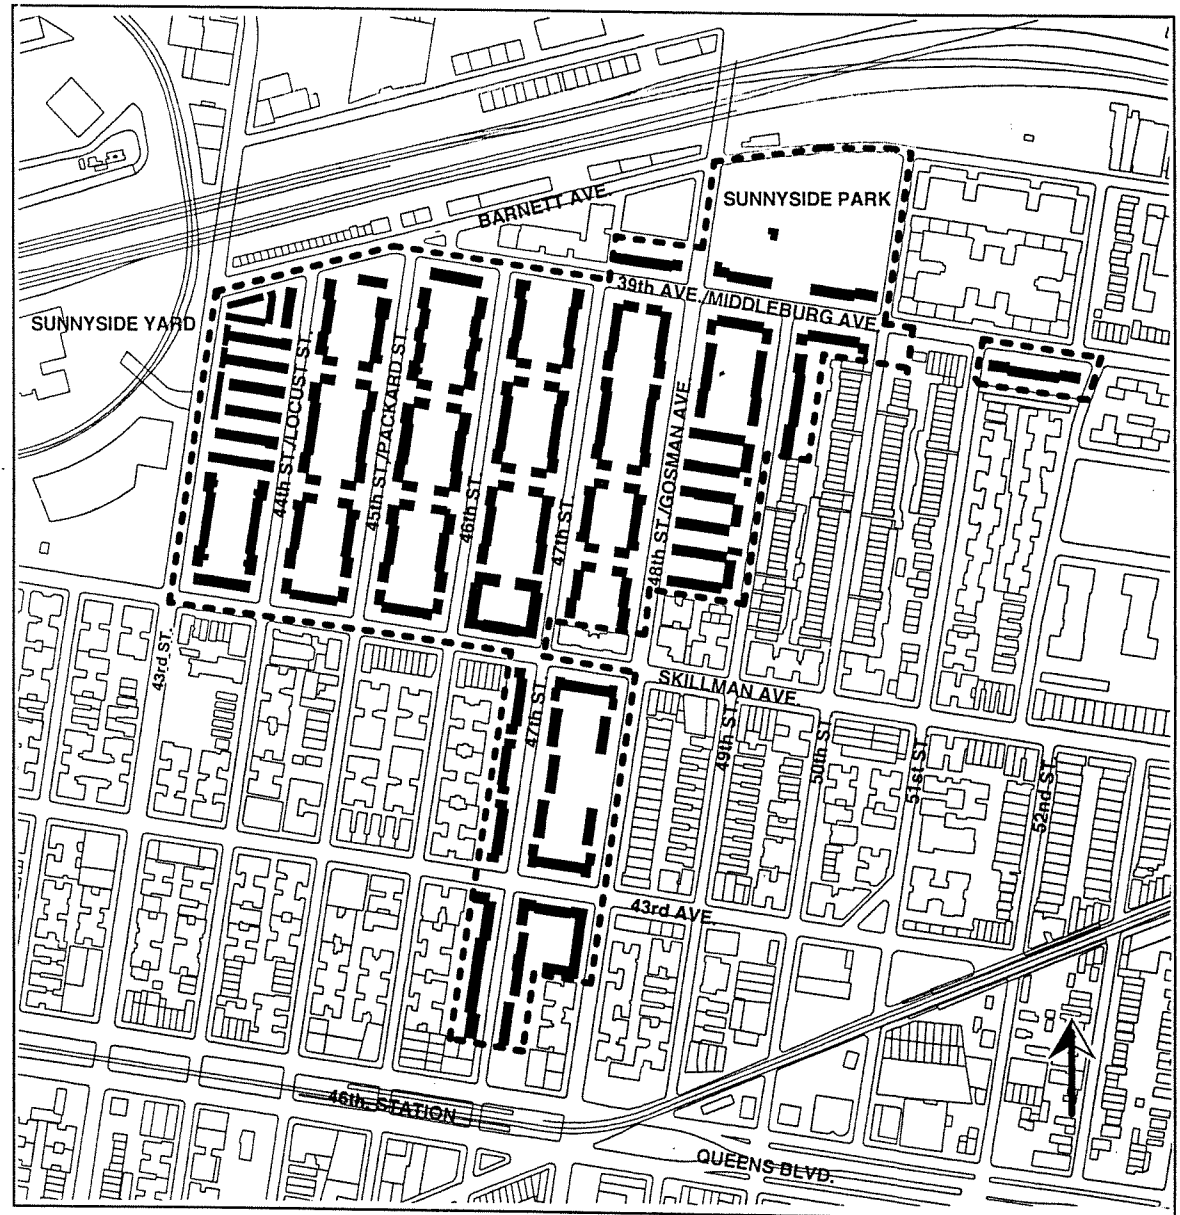 SUNNYSIDE PARK
BARNETT AVE.
39th AVE./MIDDLEBURG AVE.
SUNNYSIDE YARD
44th ST./LOCUST ST.
45th ST./PACKARD ST.
46th ST.
47th ST.
48th ST./GOSMAN AVE.
43rd ST.
SKILLMAN AVE.
47th ST.
49th ST.
50th ST.
51st ST.
52nd ST.
43rd AVE.
46th. STATION
QUEENS BLVD.